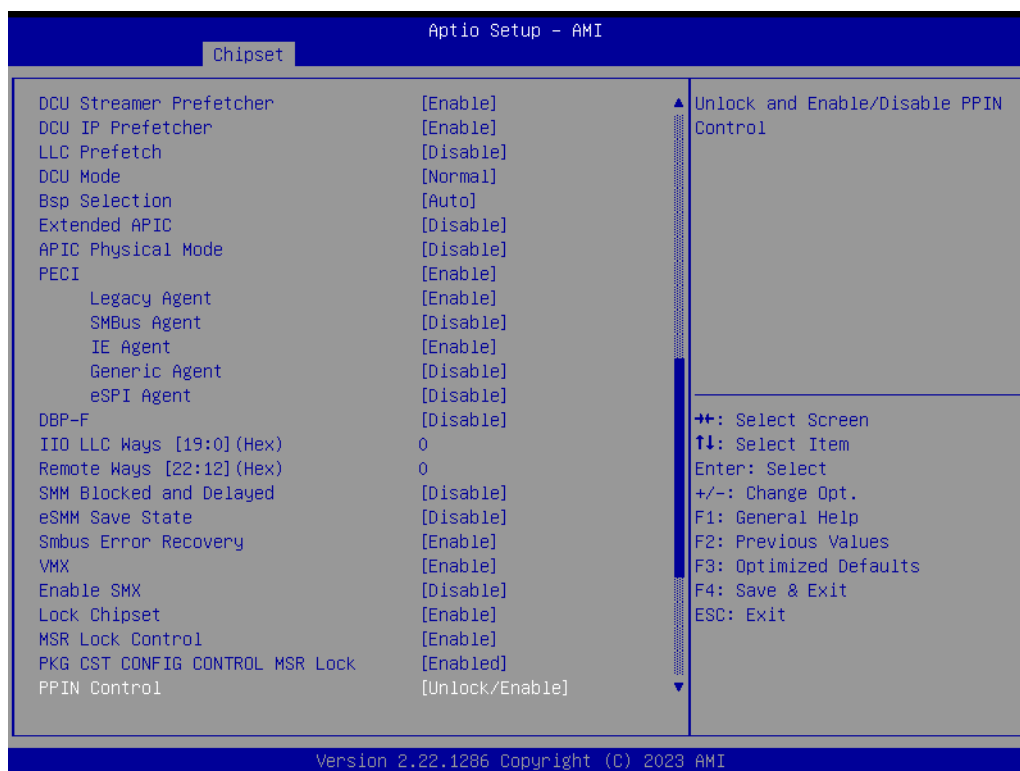 Aptio Setup – AMI
Chipset
DCU Streamer Prefetcher [Enable]
DCU IP Prefetcher [Enable]
LLC Prefetch [Disable]
DCU Mode [Normal]
Bsp Selection [Auto]
Extended APIC [Disable]
APIC Physical Mode [Disable]
PECI [Enable]
Legacy Agent [Enable]
SMBus Agent [Disable]
IE Agent [Enable]
Generic Agent [Disable]
eSPI Agent [Disable]
DBP-F [Disable]
IIO LLC Ways [19:0](Hex) 0
Remote Ways [22:12](Hex) 0
SMM Blocked and Delayed [Disable]
eSMM Save State [Disable]
Smbus Error Recovery [Enable]
VMX [Enable]
Enable SMX [Disable]
Lock Chipset [Enable]
MSR Lock Control [Enable]
PKG CST CONFIG CONTROL MSR Lock [Enabled]
PPIN Control [Unlock/Enable]
Unlock and Enable/Disable PPIN
Control
→←: Select Screen
↑↓: Select Item
Enter: Select
+/-: Change Opt.
F1: General Help
F2: Previous Values
F3: Optimized Defaults
F4: Save & Exit
ESC: Exit
Version 2.22.1286 Copyright (C) 2023 AMI